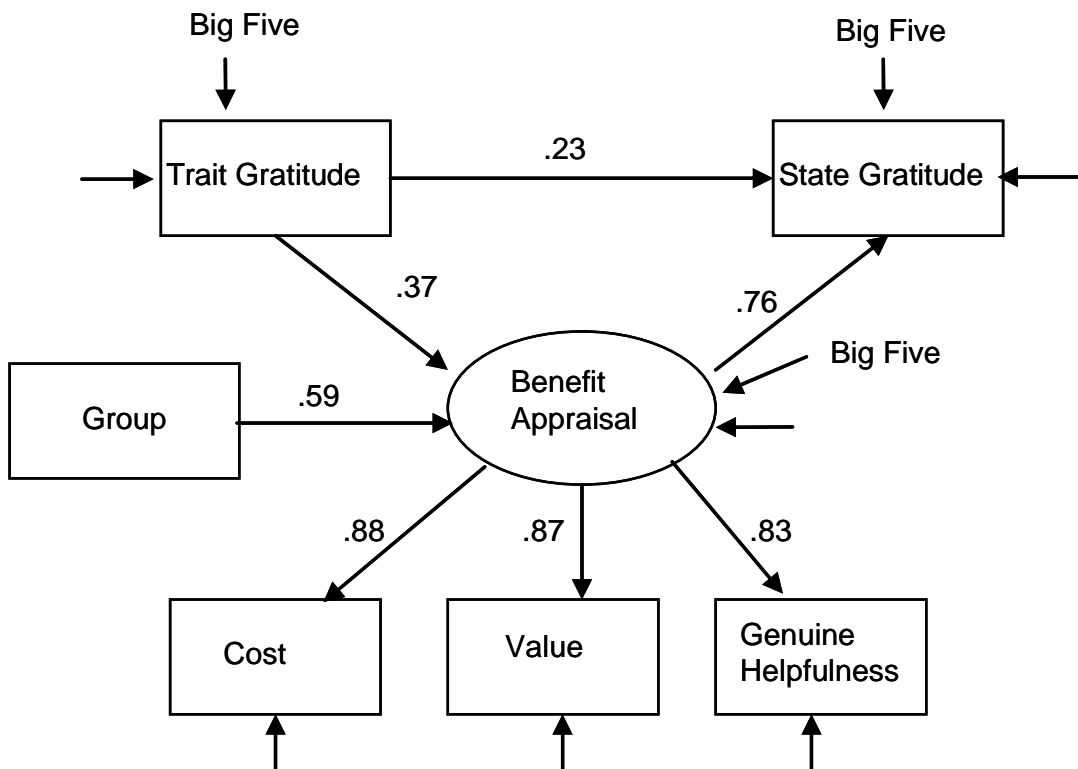 Big Five
Big Five
Trait Gratitude
.23
State Gratitude
.37
.76
Big Five
Group
.59
Benefit
Appraisal
.88
.87
.83
Cost
Value
Genuine
Helpfulness